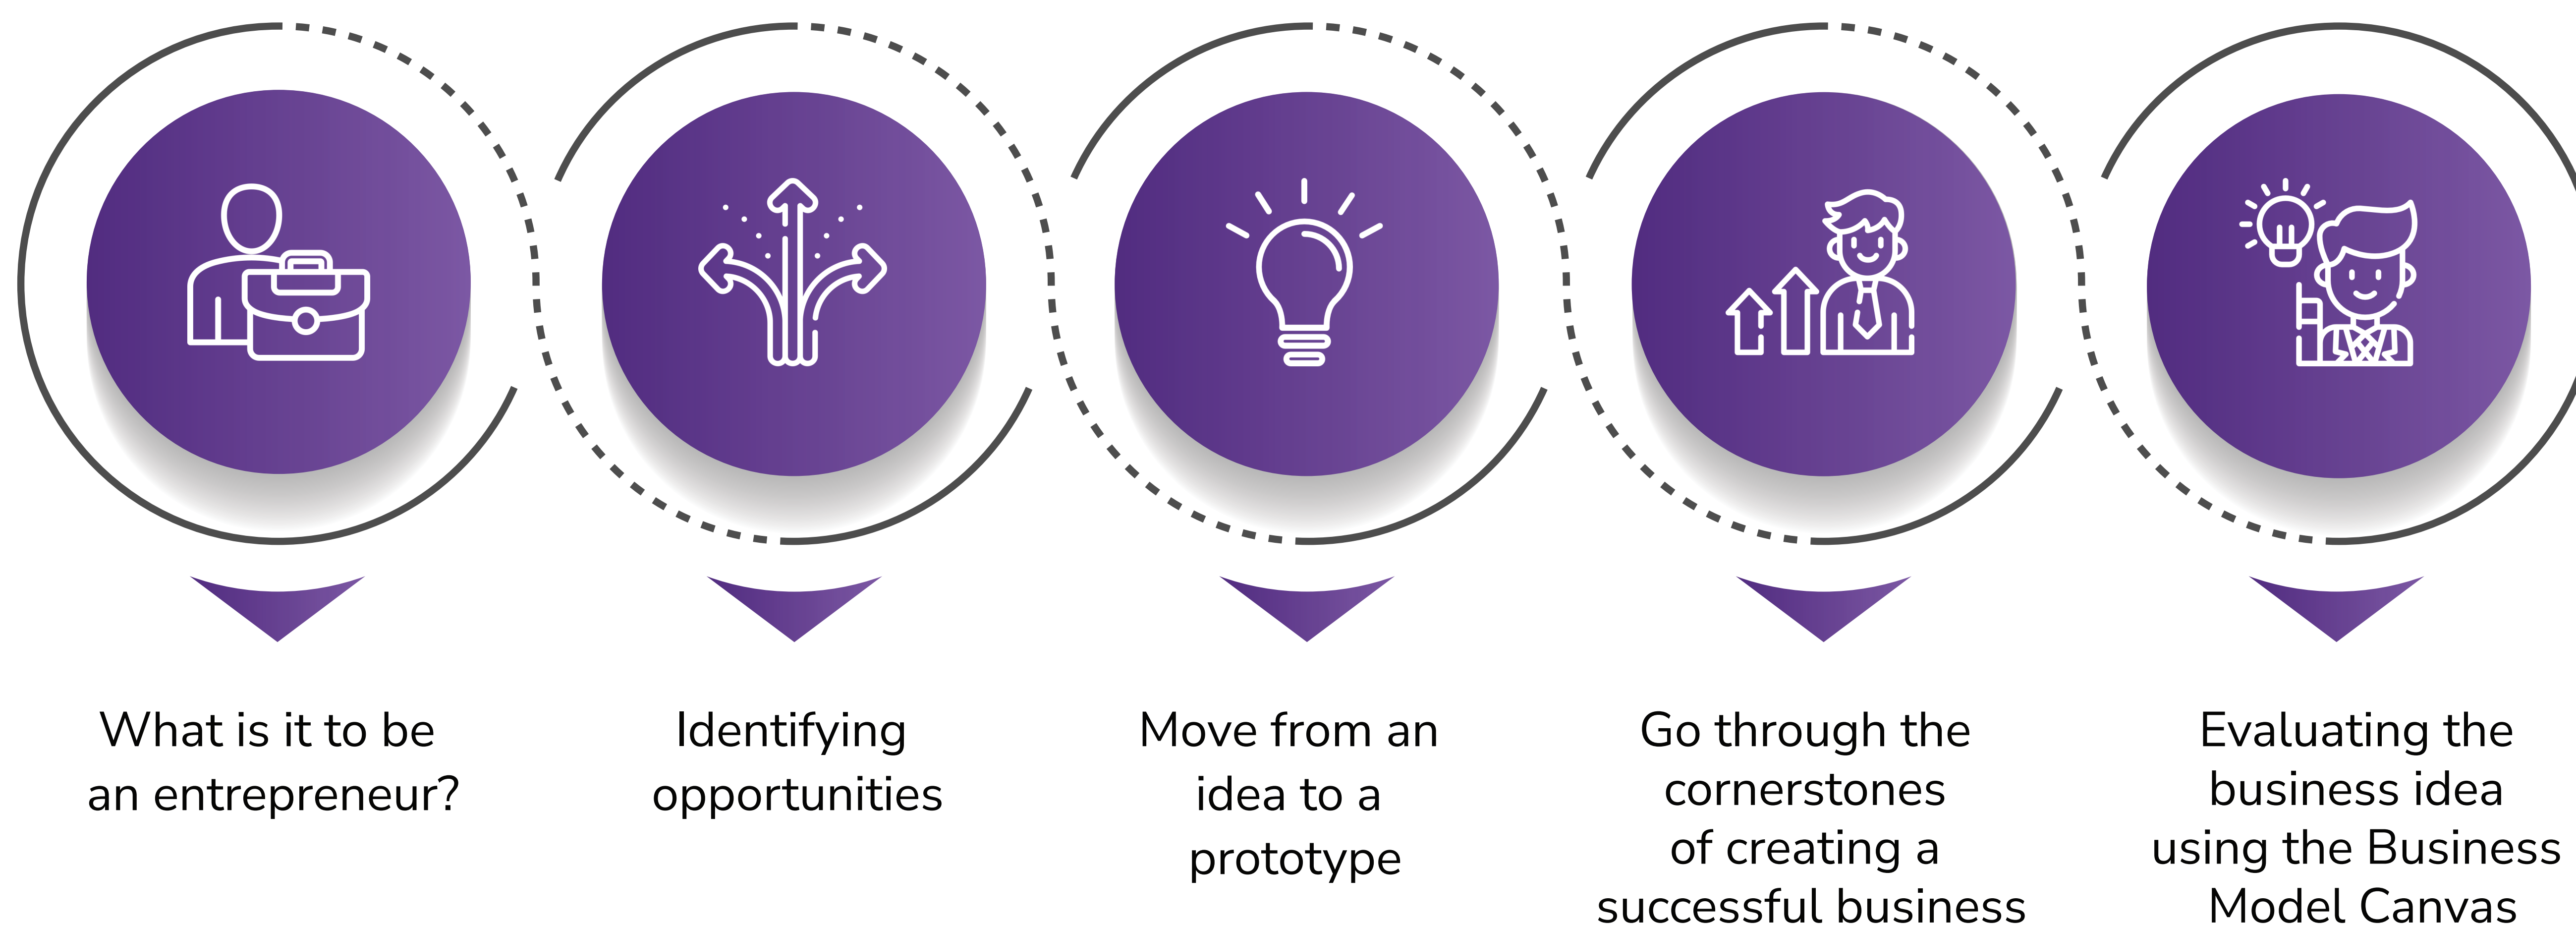 What is it to be
an entrepreneur?
Identifying
opportunities
Move from an
idea to a
prototype
Go through the
cornerstones
of creating a
successful business
Evaluating the
business idea
using the Business
Model Canvas